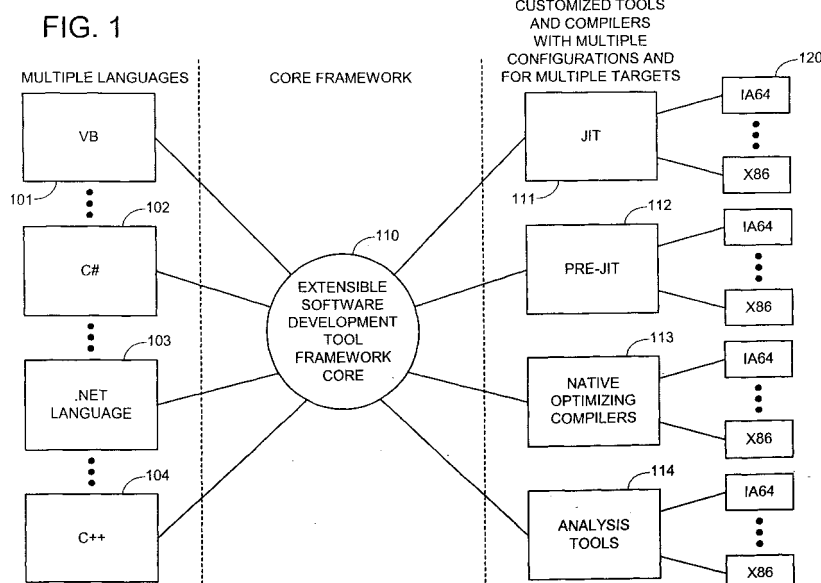 FIG. 1
MULTIPLE LANGUAGES
CORE FRAMEWORK
CUSTOMIZED TOOLS
AND COMPILERS
WITH MULTIPLE
CONFIGURATIONS AND
FOR MULTIPLE TARGETS
VB
101
102
C#
103
.NET
LANGUAGE
104
C++
110
EXTENSIBLE
SOFTWARE
DEVELOPMENT
TOOL
FRAMEWORK
CORE
JIT
111
120
IA64
X86
112
PRE-JIT
IA64
X86
113
NATIVE
OPTIMIZING
COMPILERS
IA64
X86
114
ANALYSIS
TOOLS
IA64
X86